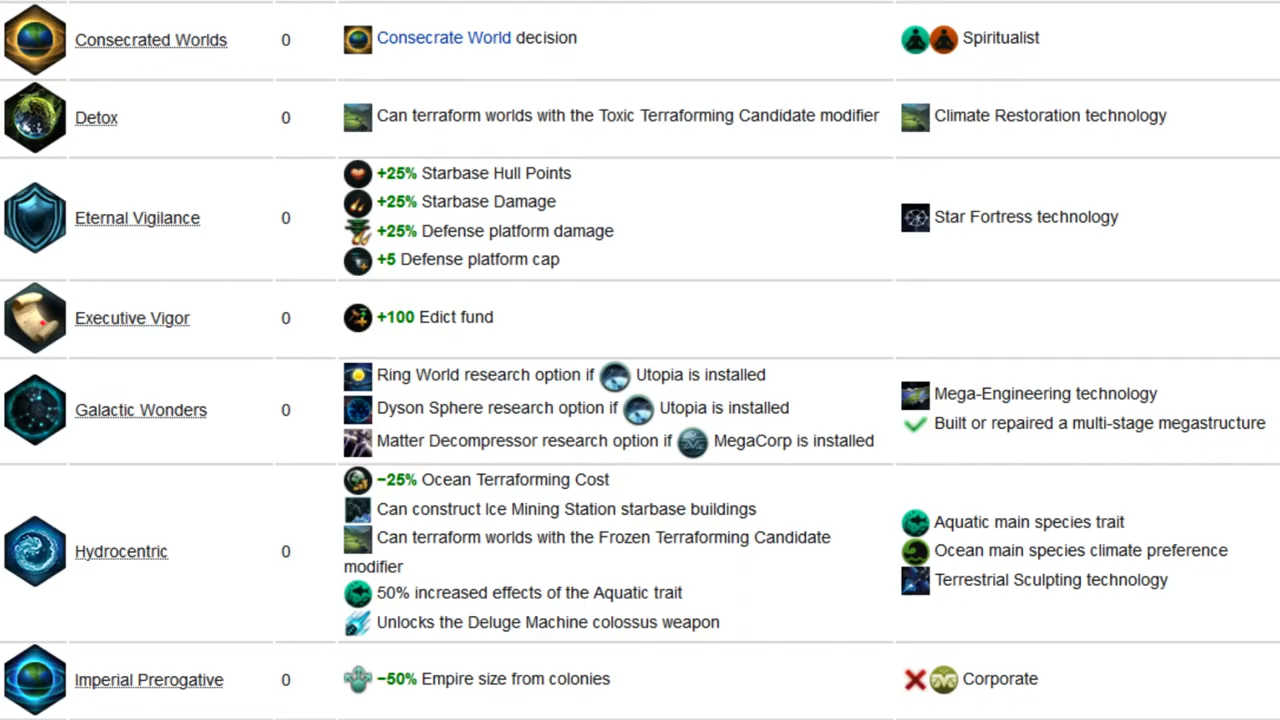 Consecrated Worlds 0 Consecrate World decision Spiritualist
Detox 0 Can terraform worlds with the Toxic Terraforming Candidate modifier Climate Restoration technology
+25% Starbase Hull Points
+25% Starbase Damage
Eternal Vigilance 0 Star Fortress technology
+25% Defense platform damage
+5 Defense platform cap
Executive Vigor 0 +100 Edict fund
Ring World research option if Utopia is installed
Mega-Engineering technology
Galactic Wonders 0 Dyson Sphere research option if Utopia is installed
Built or repaired a multi-stage megastructure
Matter Decompressor research option if MegaCorp is installed
−25% Ocean Terraforming Cost
Can construct Ice Mining Station starbase buildings
Aquatic main species trait
Can terraform worlds with the Frozen Terraforming Candidate
Hydrocentric 0 Ocean main species climate preference
modifier
Terrestrial Sculpting technology
50% increased effects of the Aquatic trait
Unlocks the Deluge Machine colossus weapon
Imperial Prerogative 0 −50% Empire size from colonies Corporate